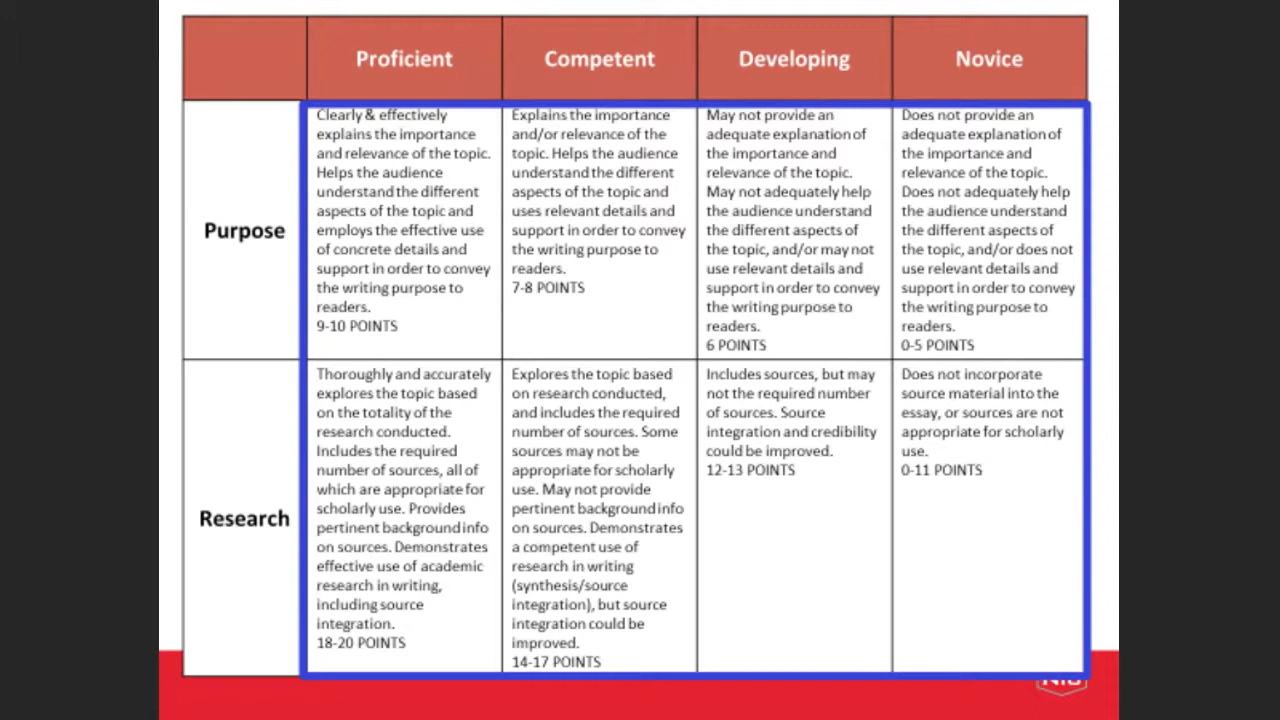 Proficient
Competent
Developing
Novice
Purpose
Clearly & effectively
explains the importance
and relevance of the topic.
Helps the audience
understand the different
aspects of the topic and
employs the effective use
of concrete details and
support in order to convey
the writing purpose to
readers.
9-10 POINTS
Explains the importance
and/or relevance of the
topic. Helps the audience
understand the different
aspects of the topic and
uses relevant details and
support in order to convey
the writing purpose to
readers.
7-8 POINTS
May not provide an
adequate explanation of
the importance and
relevance of the topic.
May not adequately help
the audience understand
the different aspects of
the topic, and/or may not
use relevant details and
support in order to convey
the writing purpose to
readers.
6 POINTS
Does not provide an
adequate explanation of
the importance and
relevance of the topic.
Does not adequately help
the audience understand
the different aspects of
the topic, and/or does not
use relevant details and
support in order to convey
the writing purpose to
readers.
0-5 POINTS
Research
Thoroughly and accurately
explores the topic based
on the totality of the
research conducted.
Includes the required
number of sources, all of
which are appropriate for
scholarly use. Provides
pertinent background info
on sources. Demonstrates
effective use of academic
research in writing,
including source
integration.
18-20 POINTS
Explores the topic based
on research conducted,
and includes the required
number of sources. Some
sources may not be
appropriate for scholarly
use. May not provide
pertinent background info
on sources. Demonstrates
a competent use of
research in writing
(synthesis/source
integration), but source
integration could be
improved.
14-17 POINTS
Includes sources, but may
not the required number
of sources. Source
integration and credibility
could be improved.
12-13 POINTS
Does not incorporate
source material into the
essay, or sources are not
appropriate for scholarly
use.
0-11 POINTS